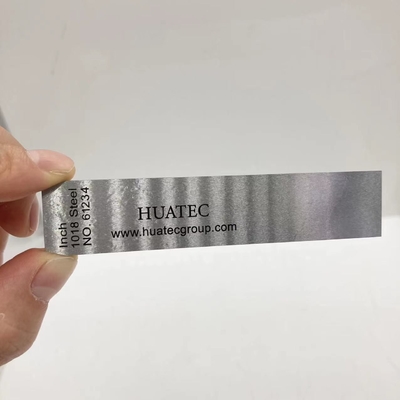 Inch
1018 Steel
NO. 61234
HUATEC
www.huatecgroup.com